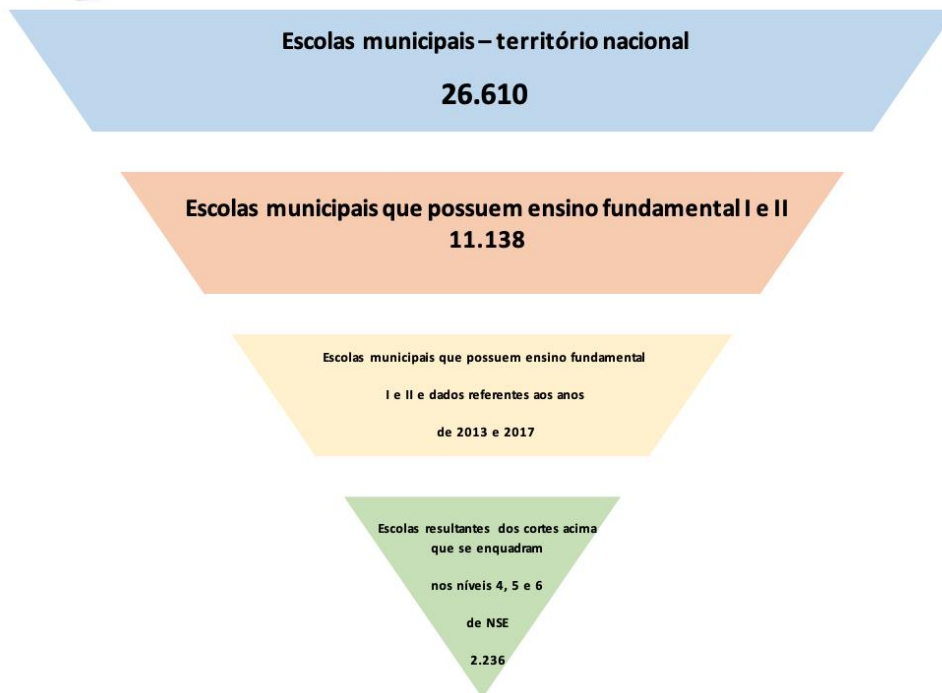 Escolas municipais – território nacional
26.610
Escolas municipais que possuem ensino fundamental I e II
11.138
Escolas municipais que possuem ensino fundamental
I e II e dados referentes aos anos
de 2013 e 2017
Escolas resultantes dos cortes acima
que se enquadram
nos níveis 4, 5 e 6
de NSE
2.236